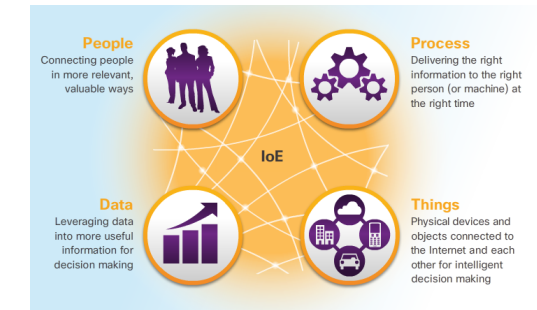 People
Connecting people
in more relevant,
valuable ways
Process
Delivering the right
information to the right
person (or machine) at
the right time
IoE
Data
Leveraging data
into more useful
information for
decision making
Things
Physical devices and
objects connected to
the Internet and each
other for intelligent
decision making